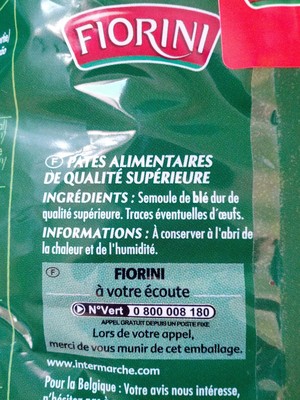 FIORINI
F PÂTES ALIMENTAIRES
DE QUALITÉ SUPÉRIEURE
INGRÉDIENTS : Semoule de blé dur de
qualité supérieure. Traces éventuelles d'œufs.
INFORMATIONS : À conserver à l'abri de
la chaleur et de l'humidité.
F FIORINI
à votre écoute
N°Vert 0 800 008 180
APPEL GRATUIT DEPUIS UN POSTE FIXE
Lors de votre appel,
merci de vous munir de cet emballage.
www.intermarche.com
Pour la Belgique : Votre avis nous intéresse,
n'hésitez pas à